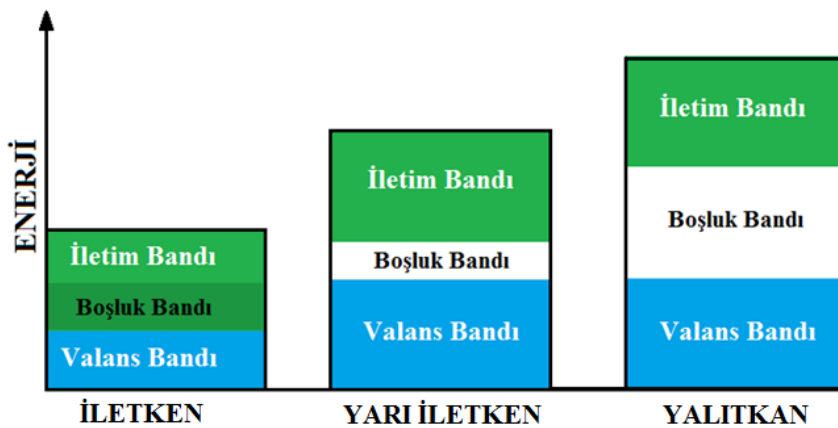 ENERJİ
İletim Bandı
Boşluk Bandı
Valans Bandı
İLETKEN
İletim Bandı
Boşluk Bandı
Valans Bandı
YARI İLETKEN
İletim Bandı
Boşluk Bandı
Valans Bandı
YALITKAN